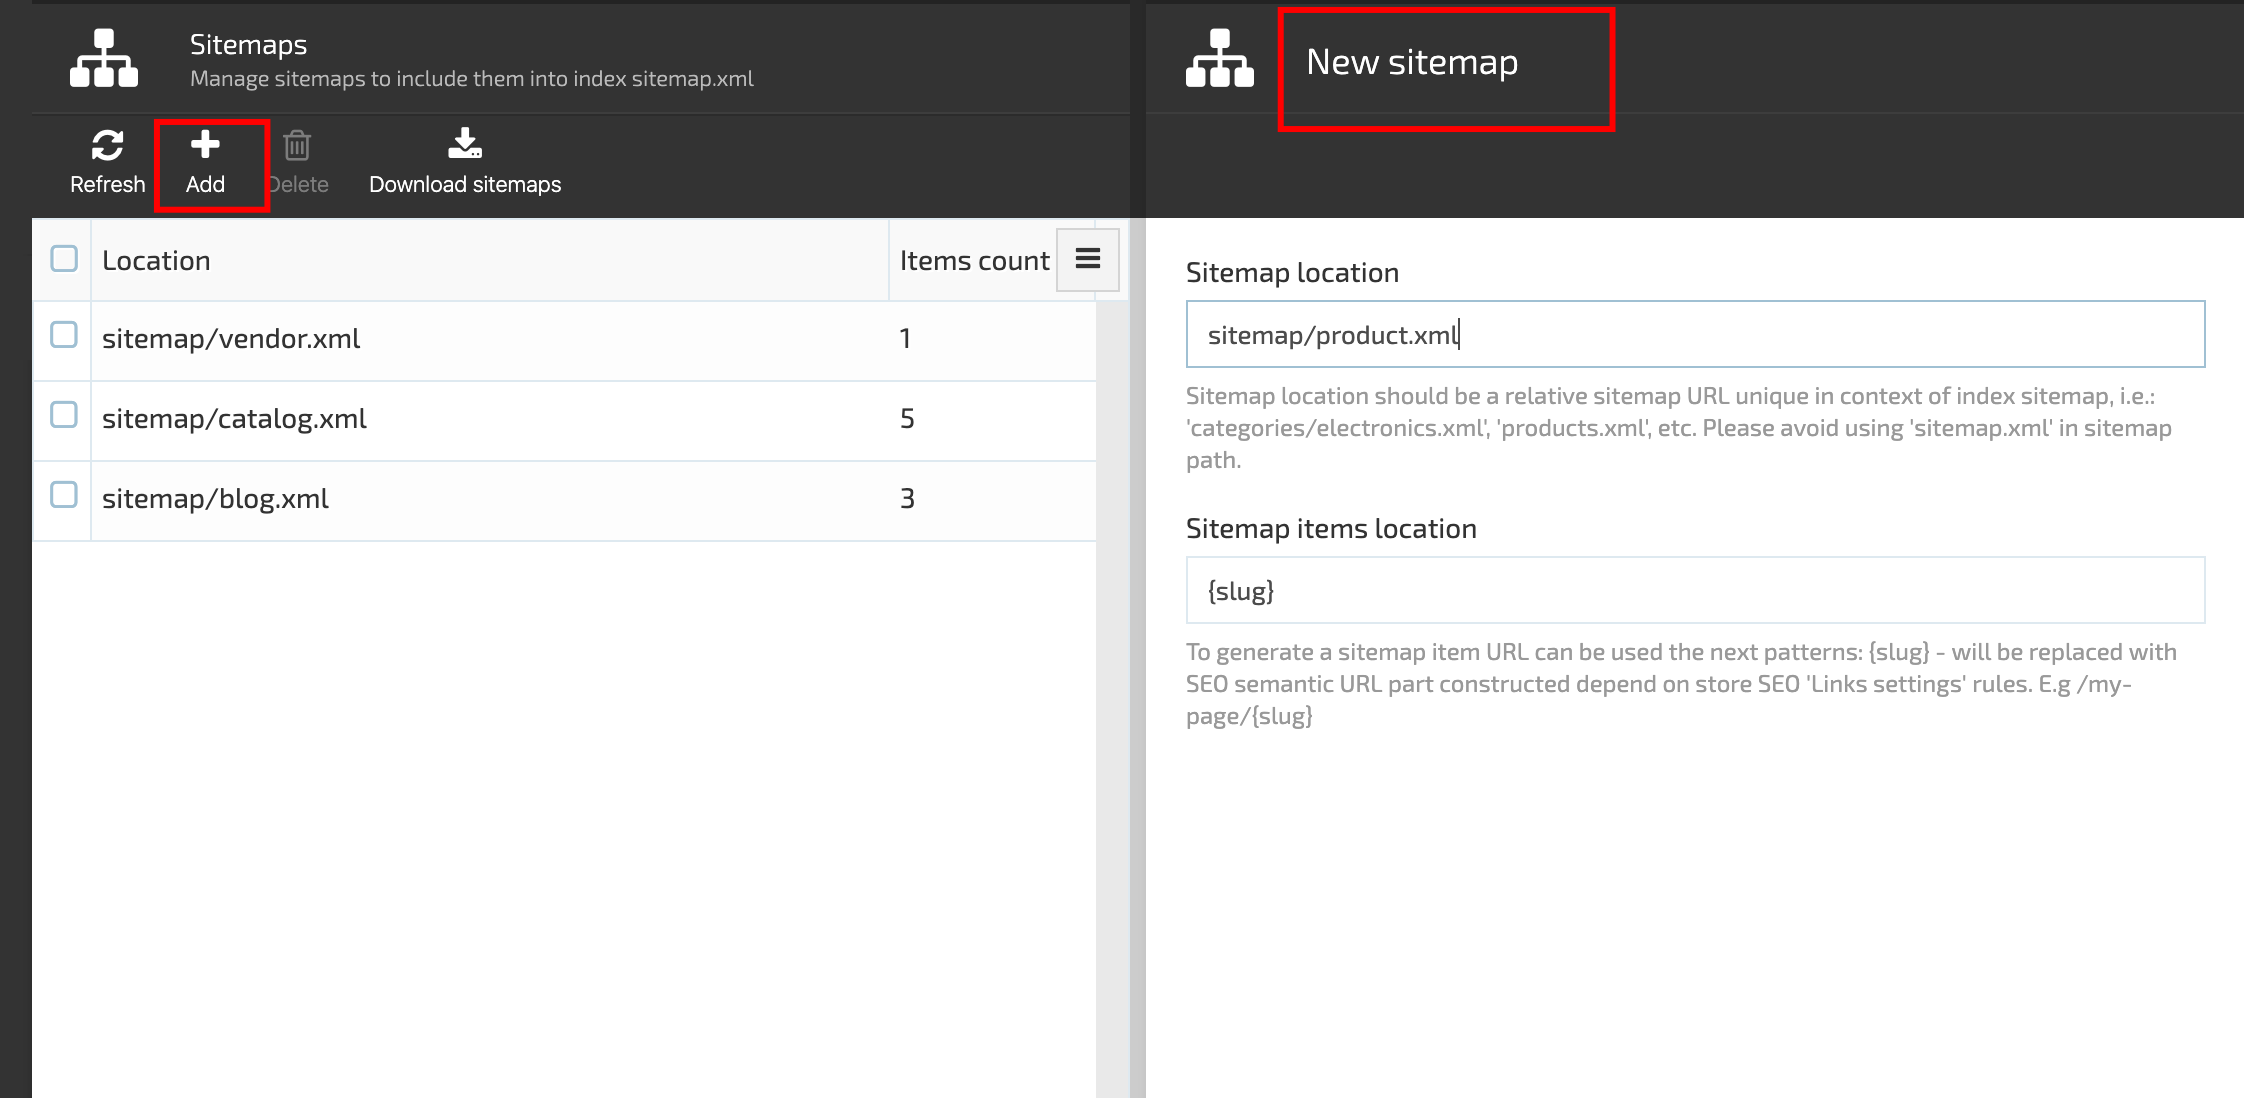 Sitemaps
Manage sitemaps to include them into index sitemap.xml
Refresh
Add
Delete
Download sitemaps
Location
Items count
sitemap/vendor.xml
1
sitemap/catalog.xml
5
sitemap/blog.xml
3
New sitemap
Sitemap location
sitemap/product.xml
Sitemap location should be a relative sitemap URL unique in context of index sitemap, i.e.:
'categories/electronics.xml', 'products.xml', etc. Please avoid using 'sitemap.xml' in sitemap
path.
Sitemap items location
{slug}
To generate a sitemap item URL can be used the next patterns: {slug} - will be replaced with
SEO semantic URL part constructed depend on store SEO 'Links settings' rules. E.g /my-
page/{slug}